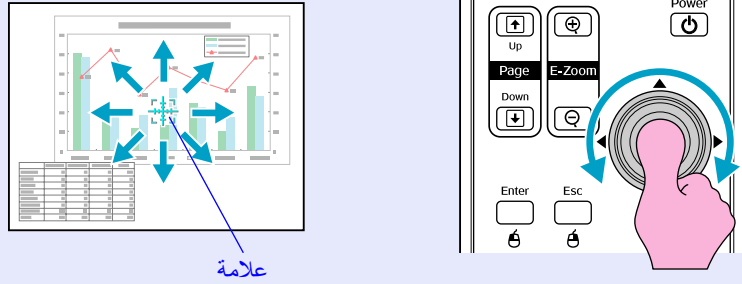 علامة
Power
Up
Page
E-Zoom
Down
Enter
Esc